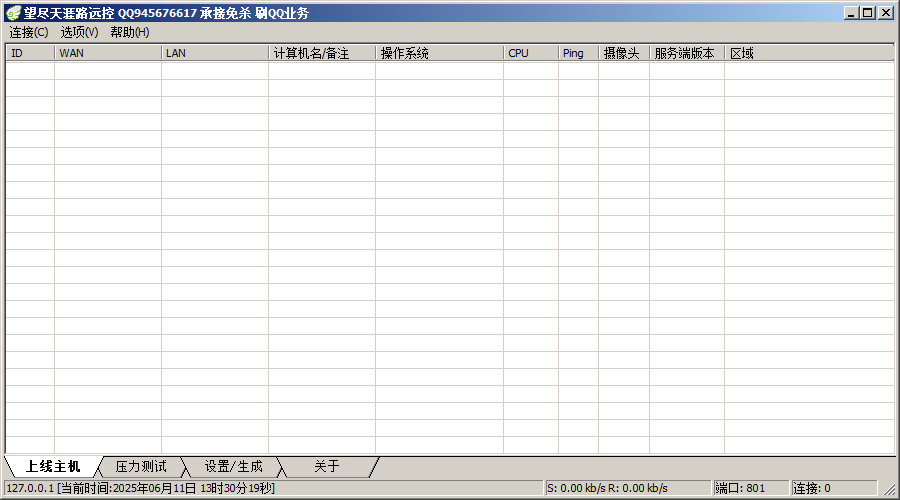 望尽天涯路远控 QQ945676617 承接免杀 刷QQ业务
连接(C) 选项(V) 帮助(H)
ID WAN LAN 计算机名/备注 操作系统 CPU Ping 摄像头 服务端版本 区域
上线主机 压力测试 设置/生成 关于
127.0.0.1 [当前时间:2025年06月11日 13时30分19秒] S: 0.00 kb/s R: 0.00 kb/s 端口: 801 连接: 0